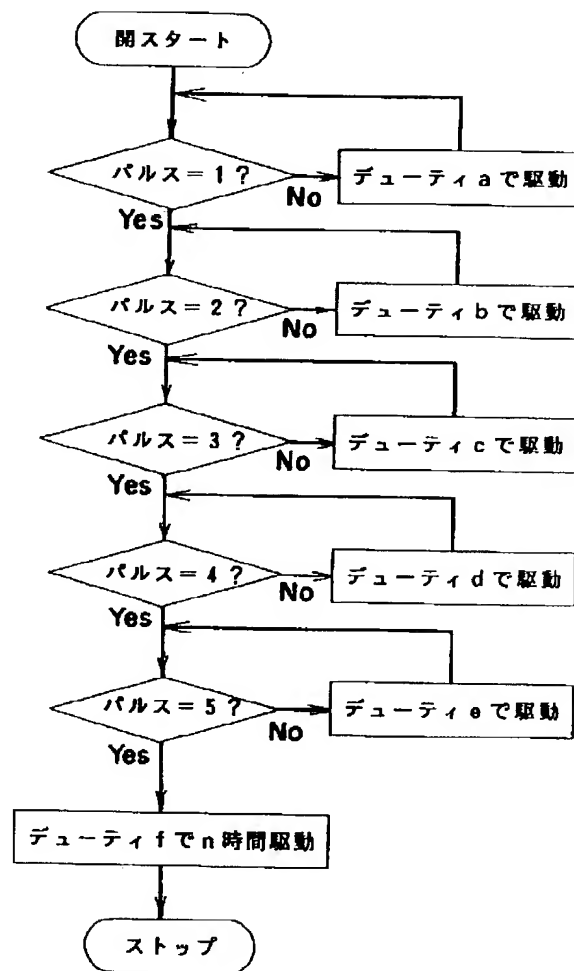 開スタート
パルス=1?
No
デューティaで駆動
Yes
パルス=2?
No
デューティbで駆動
Yes
パルス=3?
No
デューティcで駆動
Yes
パルス=4?
No
デューティdで駆動
Yes
パルス=5?
No
デューティeで駆動
Yes
デューティfでn時間駆動
ストップ